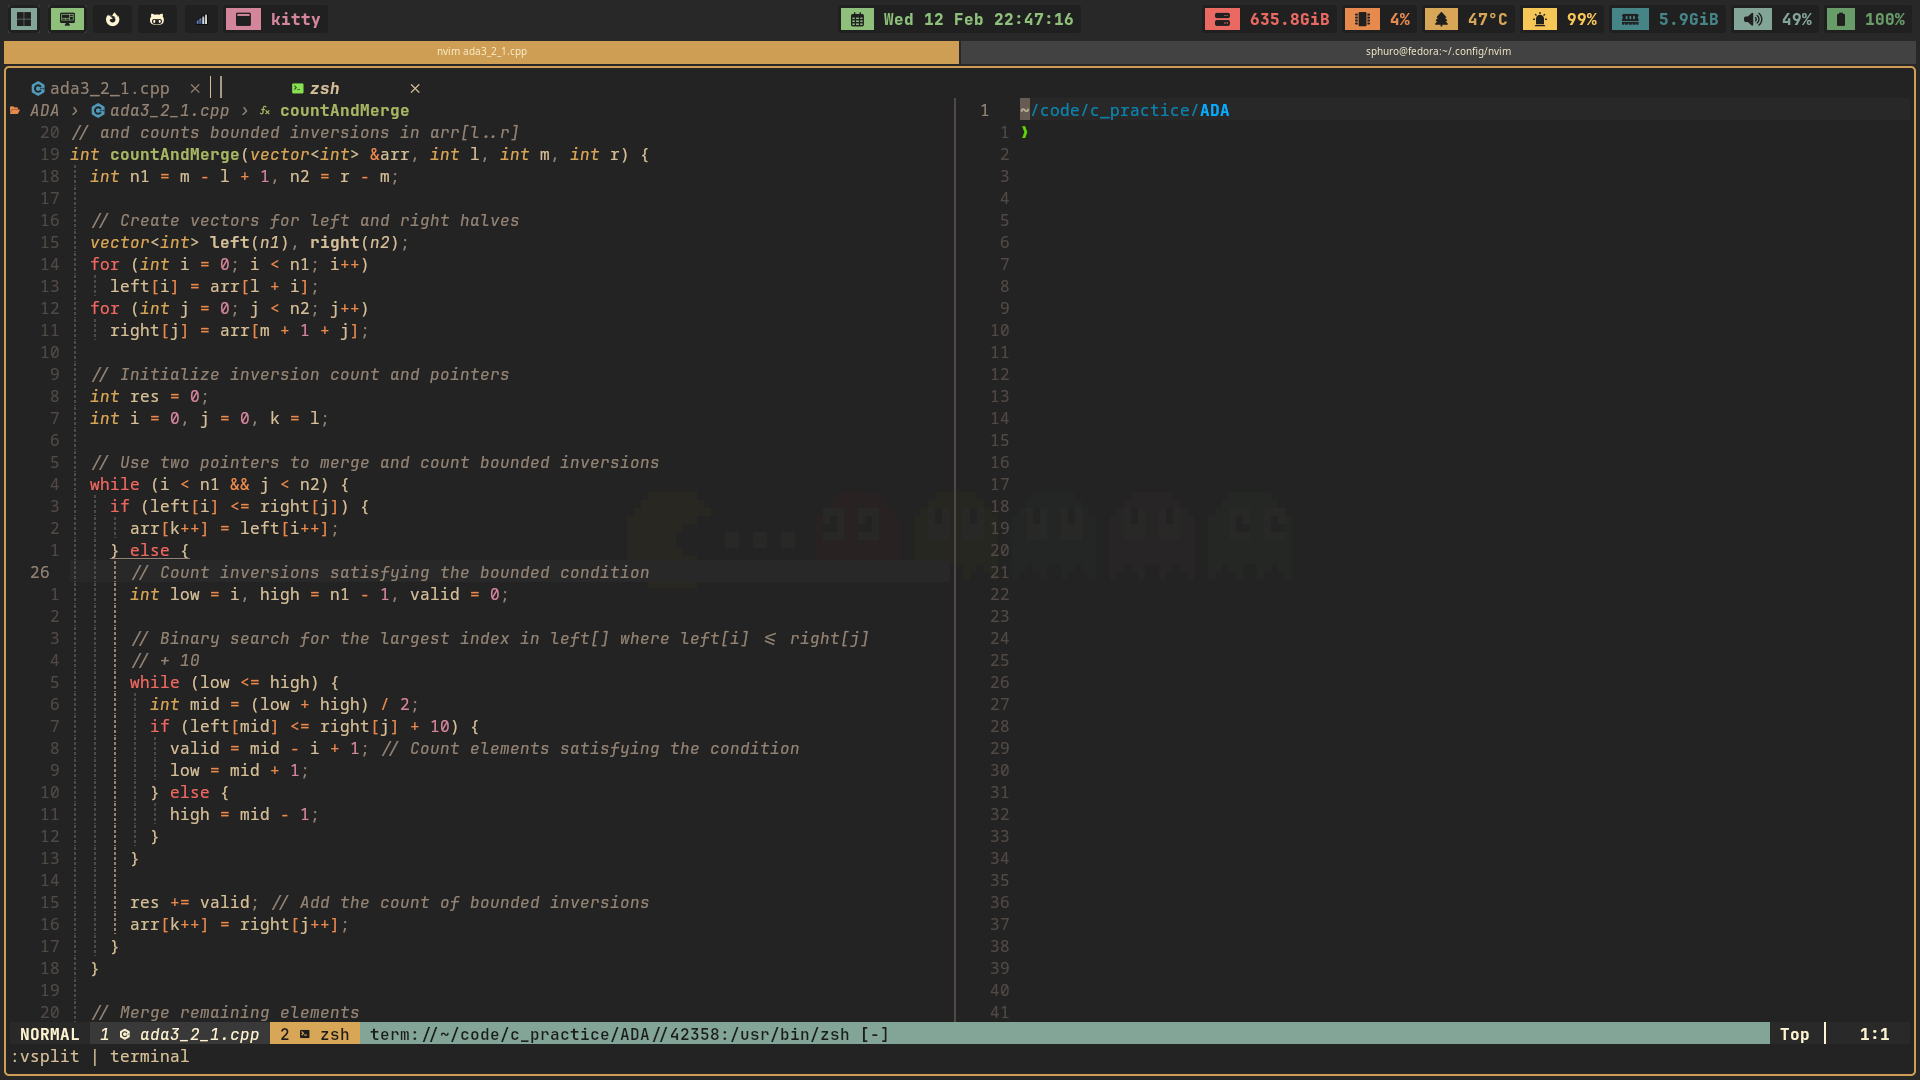 kitty
Wed 12 Feb 22:47:16
635.8GiB 4% 47°C 99% 5.9GiB 49% 100%
nvim ada3_2_1.cpp
sphuro@fedora:~/.config/nvim
ada3_2_1.cpp × zsh ×
ADA › ada3_2_1.cpp › fx countAndMerge
20 // and counts bounded inversions in arr[l..r]
19 int countAndMerge(vector<int> &arr, int l, int m, int r) {
18 int n1 = m - l + 1, n2 = r - m;
17
16 // Create vectors for left and right halves
15 vector<int> left(n1), right(n2);
14 for (int i = 0; i < n1; i++)
13 left[i] = arr[l + i];
12 for (int j = 0; j < n2; j++)
11 right[j] = arr[m + 1 + j];
10
9 // Initialize inversion count and pointers
8 int res = 0;
7 int i = 0, j = 0, k = l;
6
5 // Use two pointers to merge and count bounded inversions
4 while (i < n1 && j < n2) {
3 if (left[i] <= right[j]) {
2 arr[k++] = left[i++];
1 } else {
26 // Count inversions satisfying the bounded condition
1 int low = i, high = n1 - 1, valid = 0;
2
3 // Binary search for the largest index in left[] where left[i] <= right[j]
4 // + 10
5 while (low <= high) {
6 int mid = (low + high) / 2;
7 if (left[mid] <= right[j] + 10) {
8 valid = mid - i + 1; // Count elements satisfying the condition
9 low = mid + 1;
10 } else {
11 high = mid - 1;
12 }
13 }
14
15 res += valid; // Add the count of bounded inversions
16 arr[k++] = right[j++];
17 }
18 }
19
20 // Merge remaining elements
1 ~/code/c_practice/ADA
1 ❯
2
3
4
5
6
7
8
9
10
11
12
13
14
15
16
17
18
19
20
21
22
23
24
25
26
27
28
29
30
31
32
33
34
35
36
37
38
39
40
41
NORMAL 1 ada3_2_1.cpp 2 zsh term://~/code/c_practice/ADA//42358:/usr/bin/zsh [-] Top 1:1
:vsplit | terminal